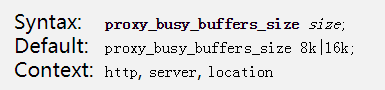 Syntax: proxy_busy_buffers_size size;
Default: proxy_busy_buffers_size 8k|16k;
Context: http, server, location